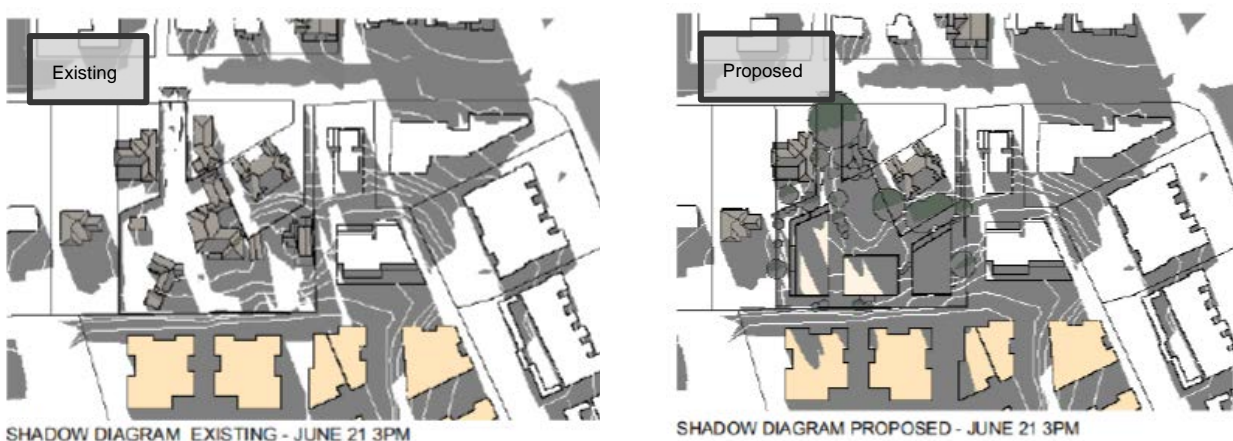 Existing
Proposed
SHADOW DIAGRAM EXISTING - JUNE 21 3PM
SHADOW DIAGRAM PROPOSED - JUNE 21 3PM